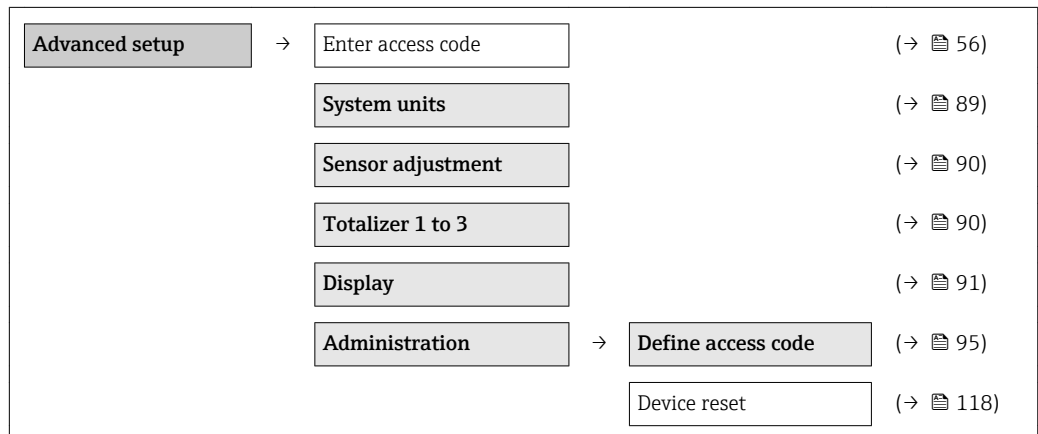 Advanced setup → Enter access code (→ 56)
System units (→ 89)
Sensor adjustment (→ 90)
Totalizer 1 to 3 (→ 90)
Display (→ 91)
Administration → Define access code (→ 95)
Device reset (→ 118)